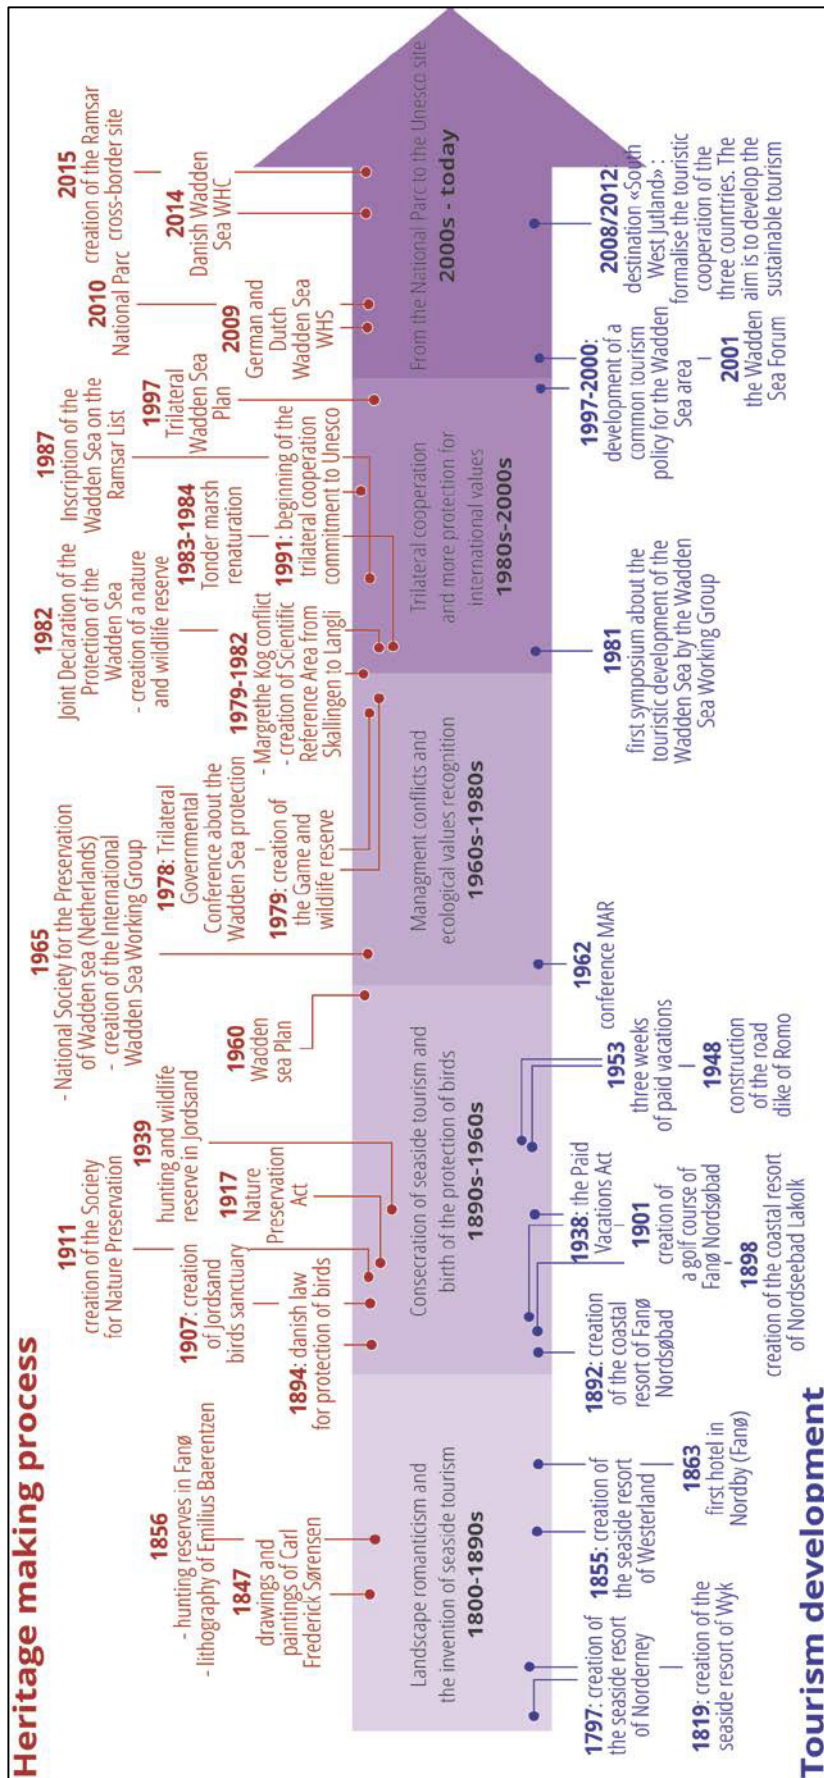 Heritage making process
1856
- hunting reserves in Fanø
- lithography of Emilius Baerentzen
1847
drawings and
paintings of Carl
Frederick Sørensen
1911
creation of the Society
for Nature Preservation
1907: creation
of Jordsand
birds sanctuary
1894: danish law
for protection of birds
1939
hunting and wildlife
reserve in Jordsand
1917
Nature
Preservation
Act
1965
- National Society for the Preservation
of Wadden sea (Netherlands)
- creation of the International
Wadden Sea Working Group
1960
Wadden
sea Plan
1978: Trilateral
Governmental
Conference about the
Wadden Sea protection
1979: creation of
the Game and
wildlife reserve
1982
Joint Declaration of the
Protection of the
Wadden Sea
- creation of a nature
and wildlife reserve
1979-1982
- Margrethe Kog conflict
- creation of Scientific
Reference Area from
Skallingen to Langli
1987
Inscription of the
Wadden Sea on the
Ramsar List
1983-1984
Tonder marsh
renaturation
1991: beginning of the
trilateral cooperation
commitment to Unesco
1997
Trilateral
Wadden Sea
Plan
2010
National Parc
2009
German and
Dutch
Wadden Sea
WHS
2015
creation of the Ramsar
cross-border site
2014
Danish Wadden
Sea WHC
Landscape romanticism and
the invention of seaside tourism
1800-1890s
Consecration of seaside tourism and
birth of the protection of birds
1890s-1960s
Managment conflicts and
ecological values recognition
1960s-1980s
Trilateral cooperation
and more protection for
international values
1980s-2000s
From the National Parc to the Unesco site
2000s - today
1797: creation of
the seaside resort
of Norderney
1819: creation of the
seaside resort of Wyk
1855: creation of
the seaside resort
of Westerland
1863
first hotel in
Nordby (Fanø)
1892: creation
of the coastal
resort of Fanø
Nordsøbad
1938: the Paid
Vacations Act
1901
creation of
a golf course of
Fanø Nordsøbad
1898
creation of the coastal resort
of Nordseebad Lakolk
1962
conference MAR
1953
three weeks
of paid vacations
1948
construction
of the road
dike of Romo
1981
first symposium about the
touristic development of the
Wadden Sea by the Wadden
Sea Working Group
1997-2000:
development of a
common tourism
policy for the Wadden
Sea area
2001
the Wadden
Sea Forum
2008/2012:
destination «South
West Jutland» :
formalise the touristic
cooperation of the
three counrtries. The
aim is to develop the
sustainable tourism
Tourism development